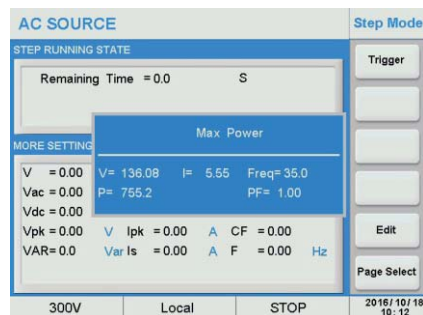 AC SOURCE
Step Mode
STEP RUNNING STATE
Remaining Time =0.0 S
Trigger
Max Power
V= 136.08 I= 5.55 Freq= 35.0
P= 755.2 PF= 1.00
MORE SETTING
V =0.00
Vac =0.00
Vdc =0.00
Vpk =0.00 V Ipk =0.00 A CF =0.00
VAR=0.0 Var Is =0.00 A F =0.00 Hz
Edit
Page Select
300V Local STOP 2016/10/18
10:12